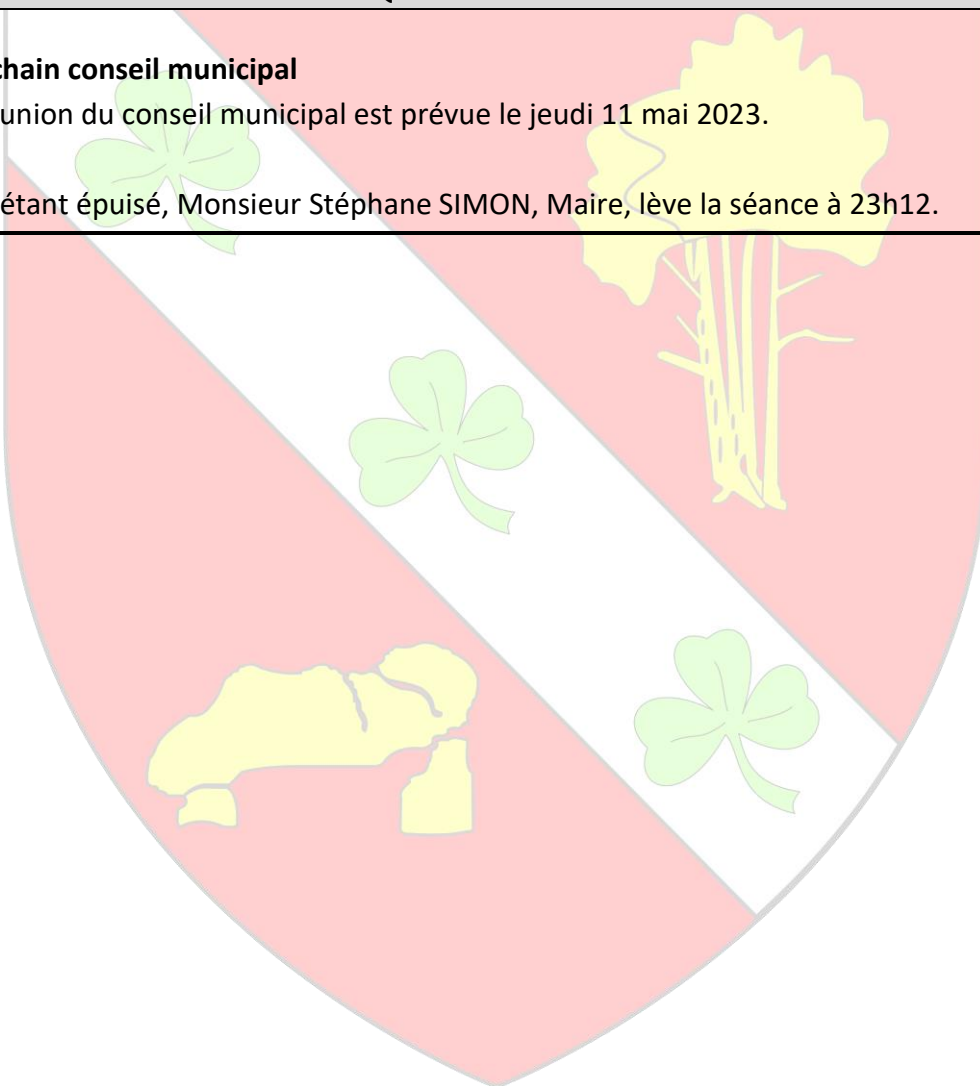 chain conseil municipal
union du conseil municipal est prévue le jeudi 11 mai 2023.
étant épuisé, Monsieur Stéphane SIMON, Maire, lève la séance à 23h12.